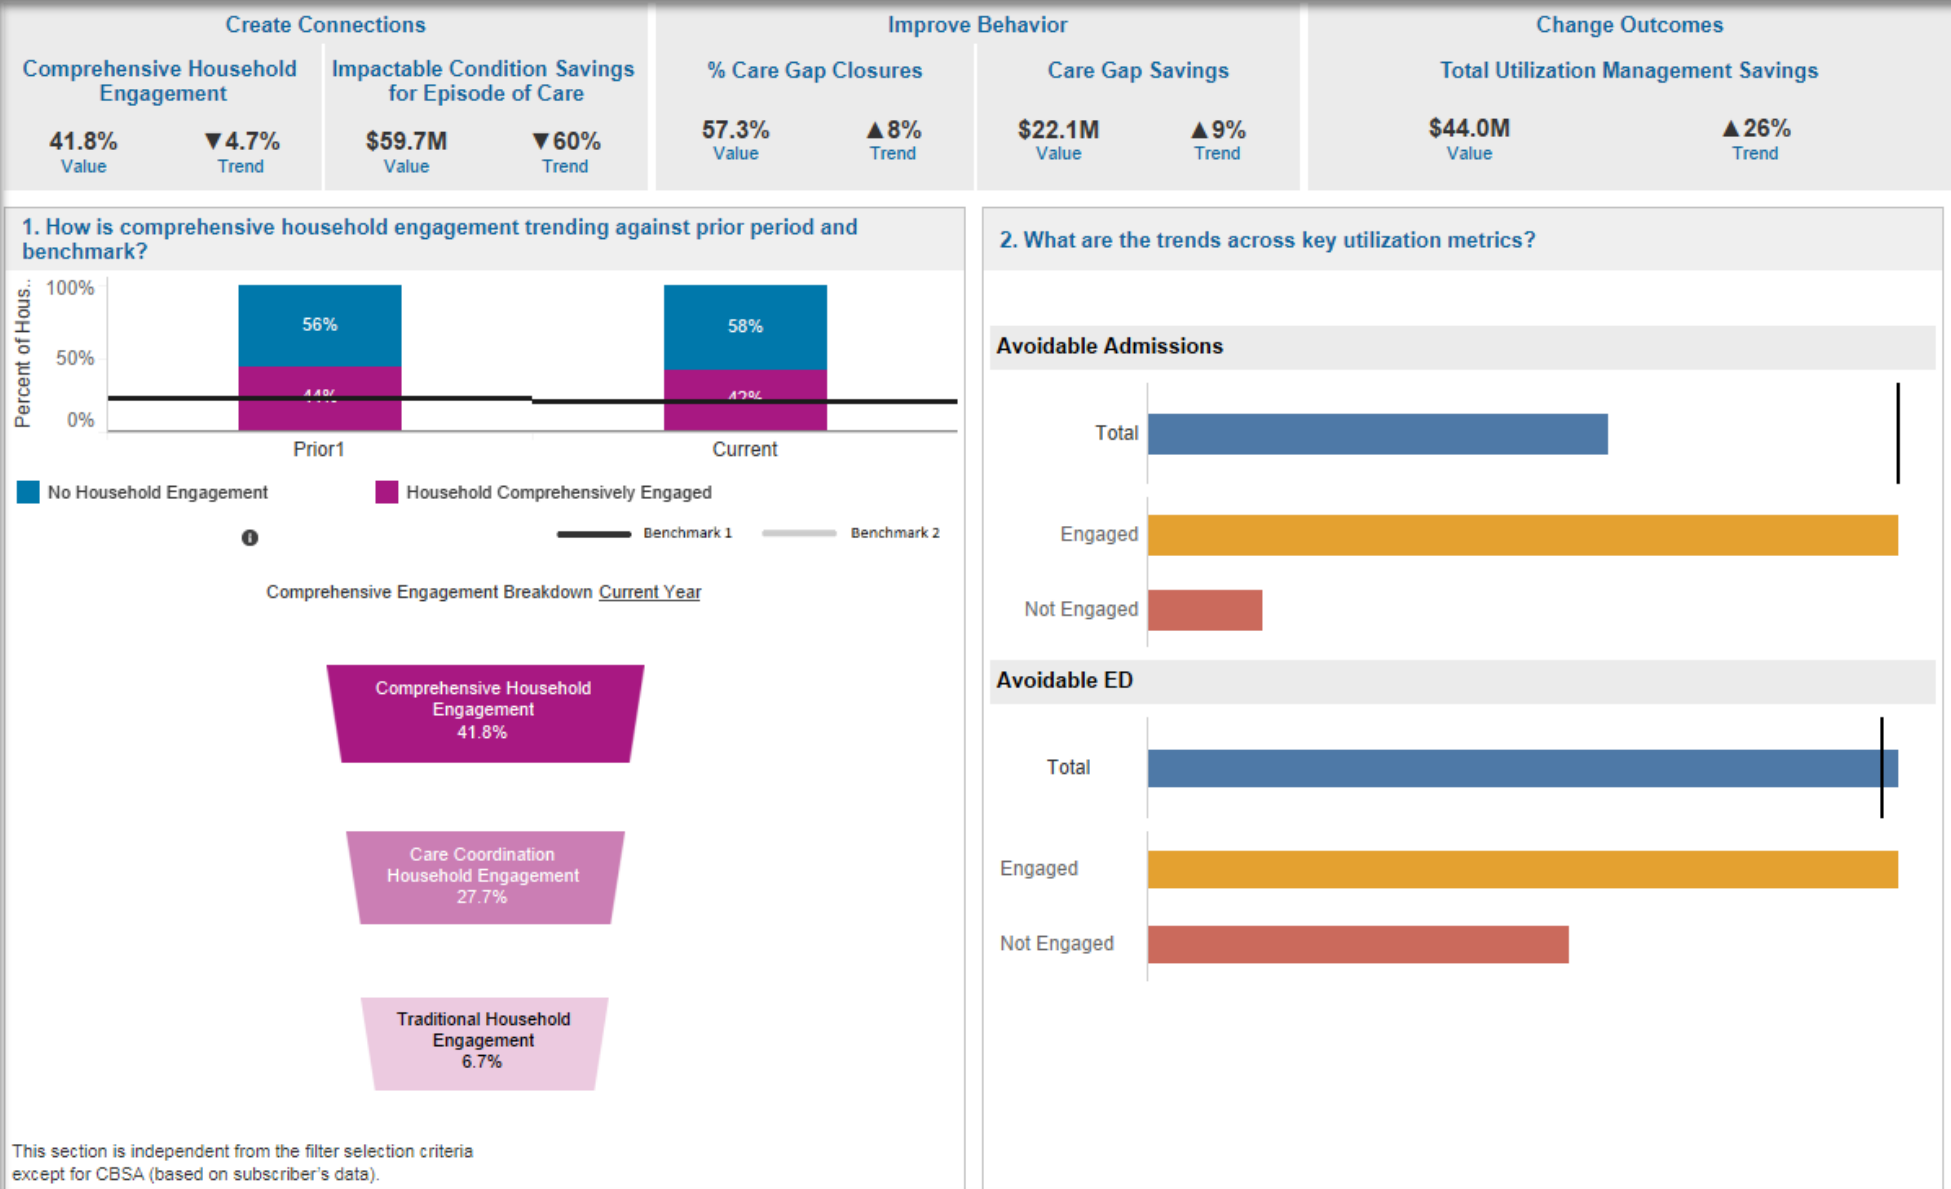 Create Connections
Improve Behavior
Change Outcomes
Comprehensive Household
Engagement
Impactable Condition Savings
for Episode of Care
% Care Gap Closures
Care Gap Savings
Total Utilization Management Savings
41.8%
Value
▼4.7%
Trend
$59.7M
Value
▼60%
Trend
57.3%
Value
▲8%
Trend
$22.1M
Value
▲9%
Trend
$44.0M
Value
▲26%
Trend
1. How is comprehensive household engagement trending against prior period and
benchmark?
Percent of Hous..
100%
50%
0%
56%
44%
58%
42%
Prior1
Current
No Household Engagement
Household Comprehensively Engaged
Benchmark 1
Benchmark 2
Comprehensive Engagement Breakdown Current Year
Comprehensive Household
Engagement
41.8%
Care Coordination
Household Engagement
27.7%
Traditional Household
Engagement
6.7%
This section is independent from the filter selection criteria
except for CBSA (based on subscriber's data).
2. What are the trends across key utilization metrics?
Avoidable Admissions
Total
Engaged
Not Engaged
Avoidable ED
Total
Engaged
Not Engaged